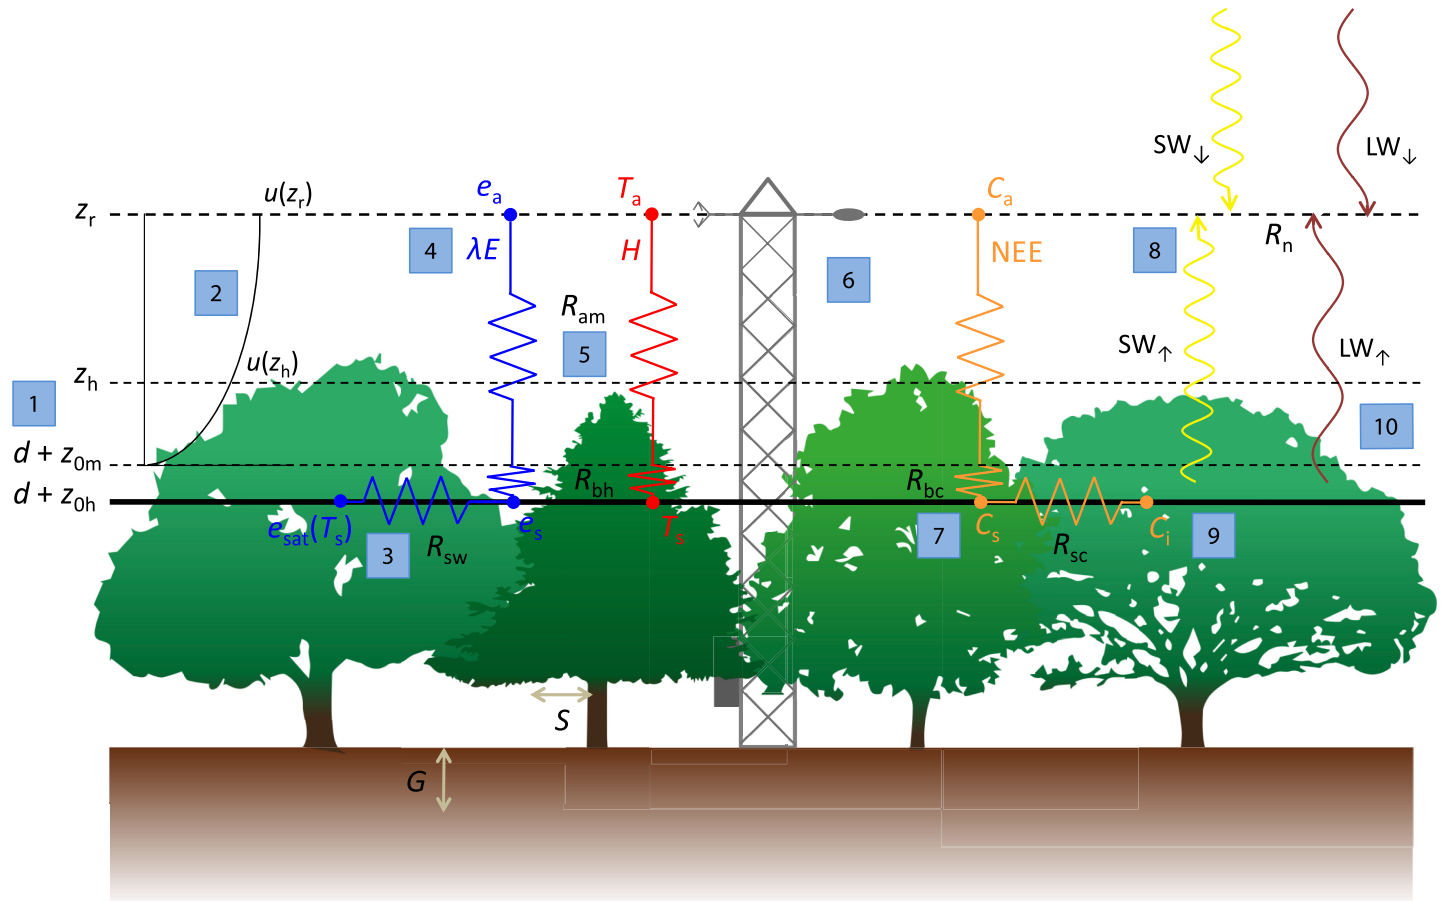 SW↓
LW↓
z_r
u(z_r)
e_a
T_a
C_a
R_n
4
λE
H
6
NEE
8
2
R_am
5
SW↑
LW↑
z_h
u(z_h)
1
10
d + z_0m
R_bh
R_bc
d + z_0h
e_sat(T_s)
e_s
T_s
C_s
C_i
3
R_sw
7
R_sc
9
S
G